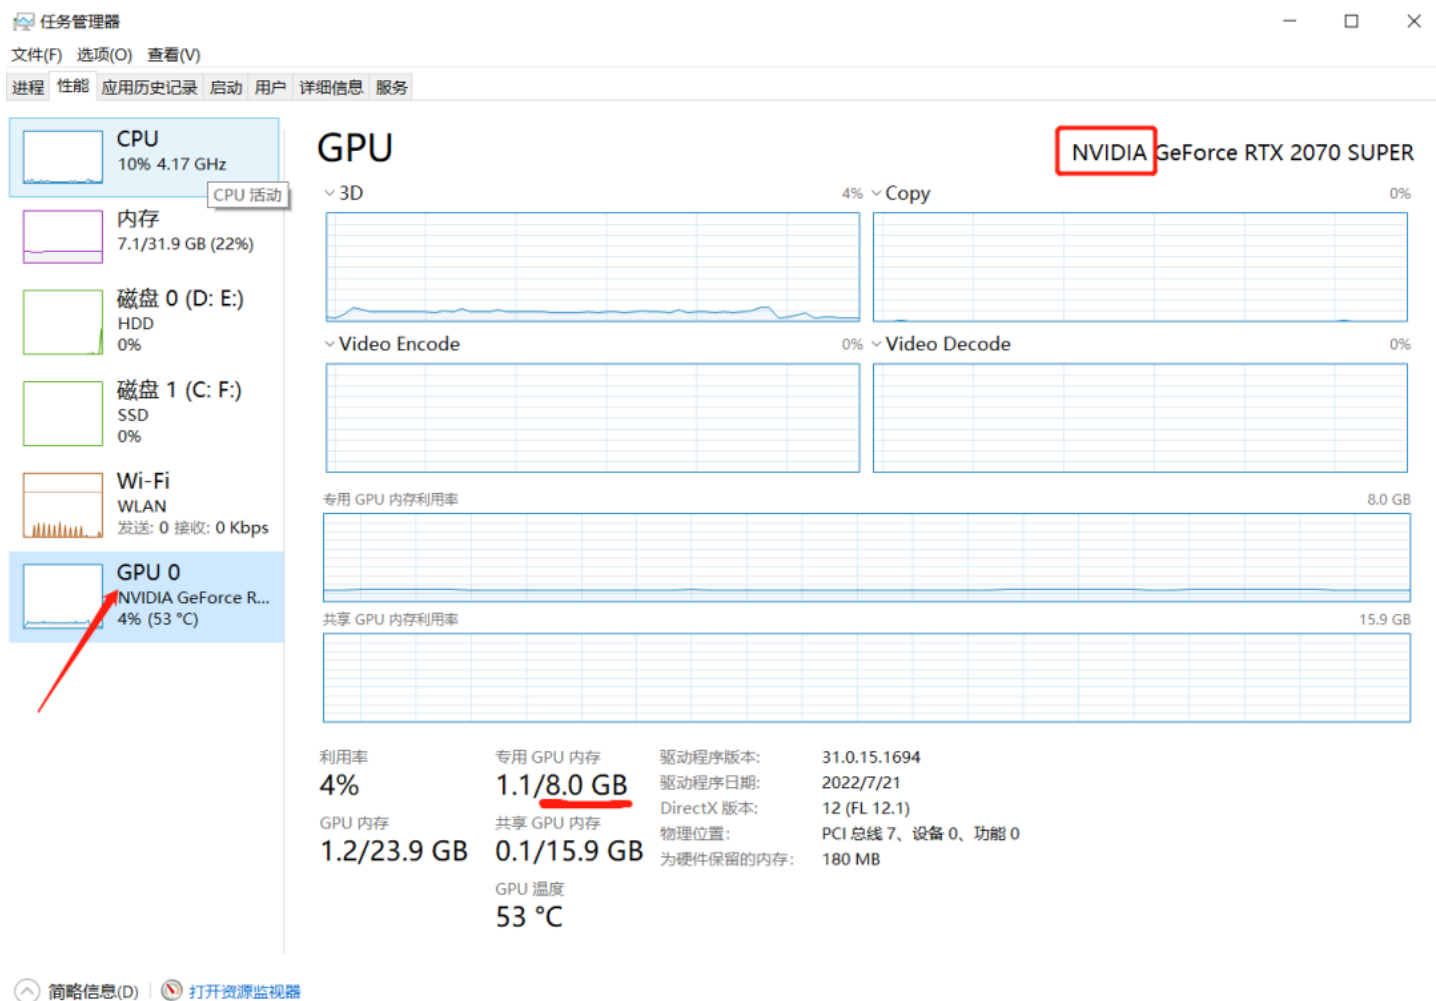 任务管理器
文件(F) 选项(O) 查看(V)
进程 性能 应用历史记录 启动 用户 详细信息 服务
CPU
10% 4.17 GHz
CPU 活动
内存
7.1/31.9 GB (22%)
磁盘 0 (D: E:)
HDD
0%
磁盘 1 (C: F:)
SSD
0%
Wi-Fi
WLAN
发送: 0 接收: 0 Kbps
GPU 0
NVIDIA GeForce R...
4% (53 °C)
GPU
NVIDIA GeForce RTX 2070 SUPER
3D 4%
Copy 0%
Video Encode 0%
Video Decode 0%
专用 GPU 内存利用率 8.0 GB
共享 GPU 内存利用率 15.9 GB
利用率
4%
专用 GPU 内存
1.1/8.0 GB
GPU 内存
1.2/23.9 GB
共享 GPU 内存
0.1/15.9 GB
GPU 温度
53 °C
驱动程序版本: 31.0.15.1694
驱动程序日期: 2022/7/21
DirectX 版本: 12 (FL 12.1)
物理位置: PCI 总线 7、设备 0、功能 0
为硬件保留的内存: 180 MB
简略信息(D)
打开资源监视器